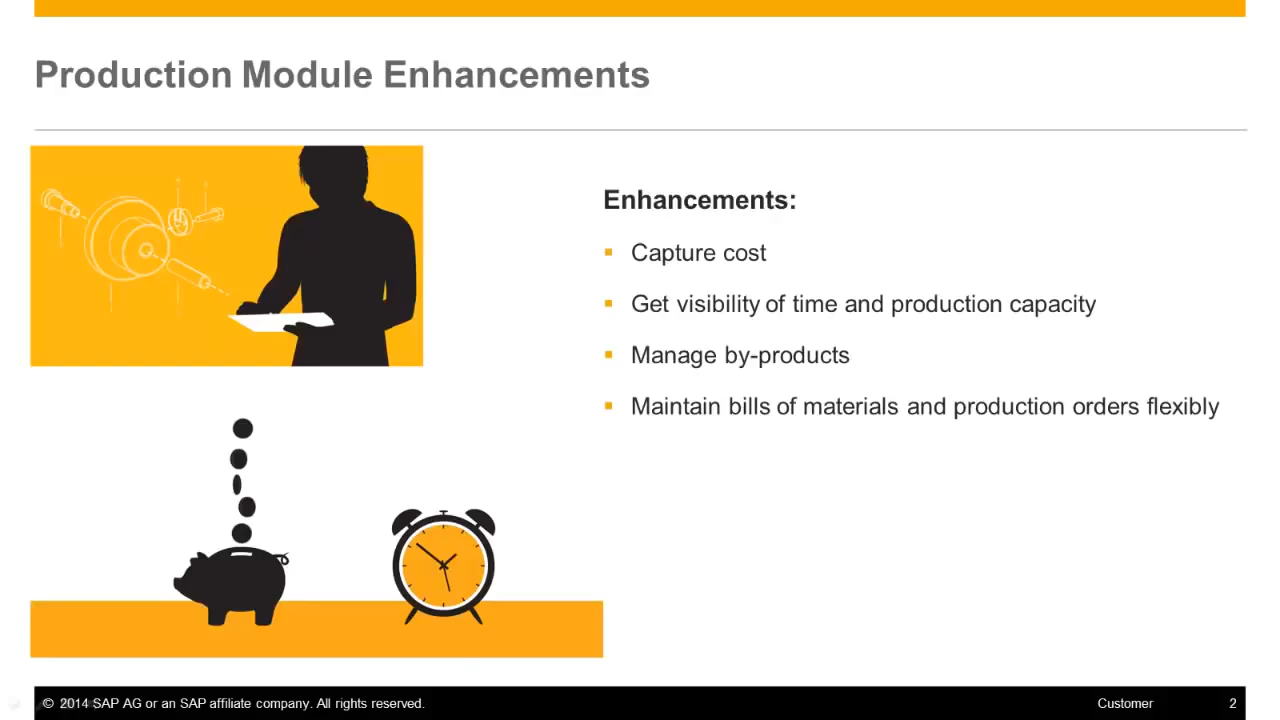 Production Module Enhancements
Enhancements:
Capture cost
Get visibility of time and production capacity
Manage by-products
Maintain bills of materials and production orders flexibly
© 2014 SAP AG or an SAP affiliate company. All rights reserved.
Customer
2